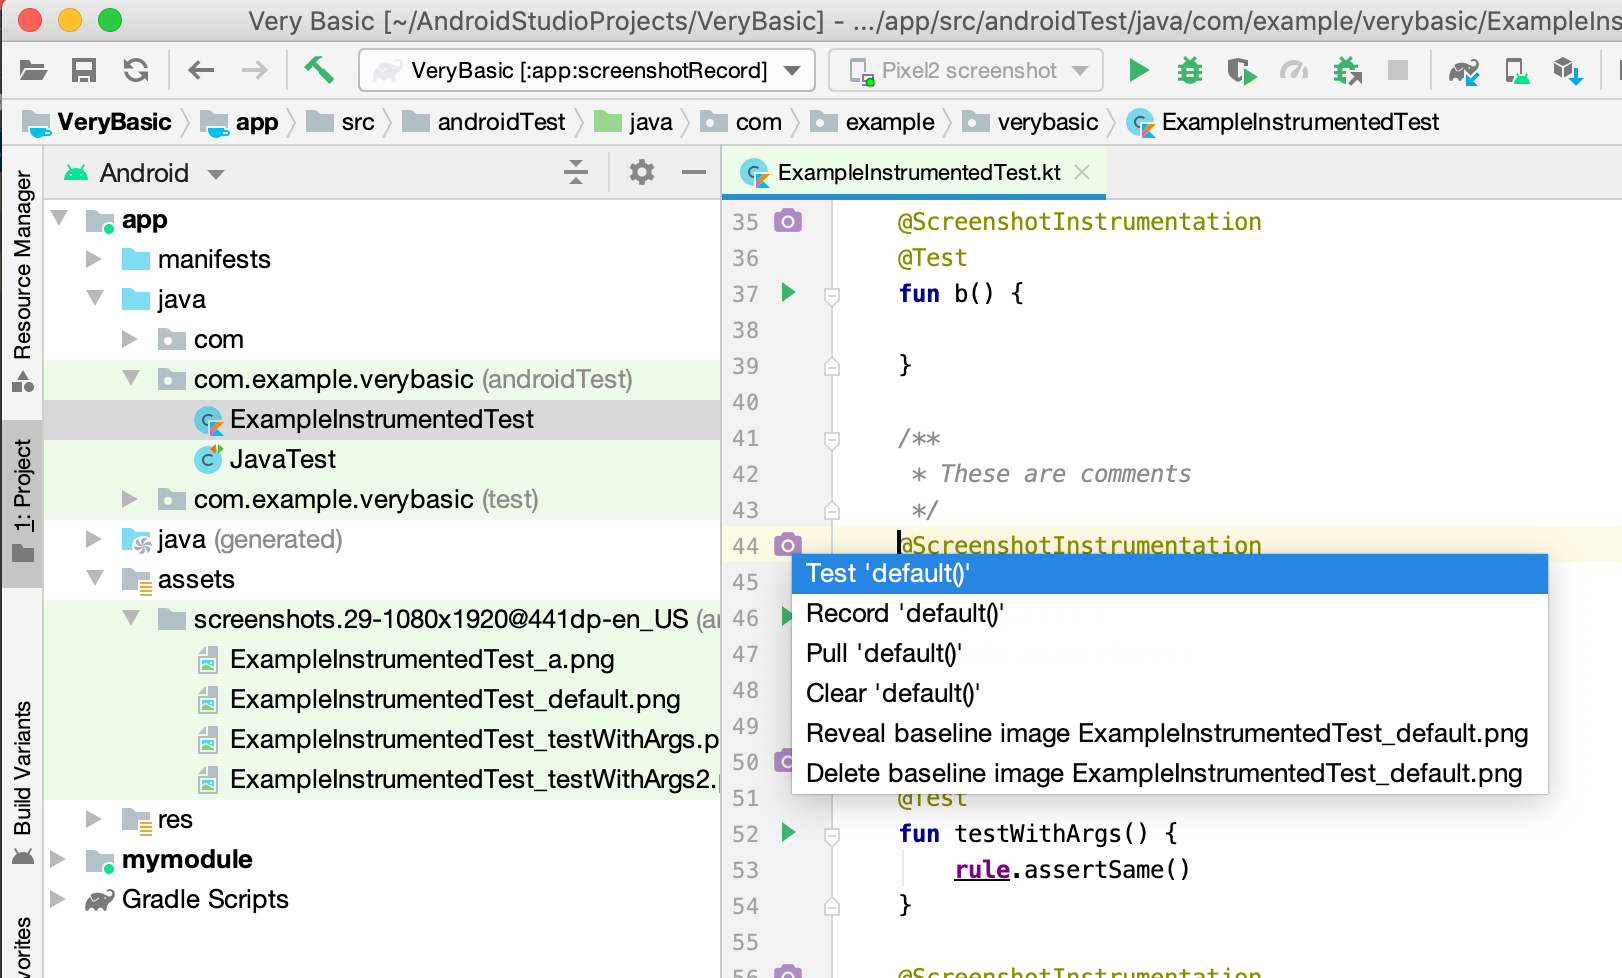 Very Basic [~/AndroidStudioProjects/VeryBasic] - .../app/src/androidTest/java/com/example/verybasic/ExampleIns
VeryBasic [:app:screenshotRecord]
Pixel2 screenshot
VeryBasic
app
src
androidTest
java
com
example
verybasic
ExampleInstrumentedTest
Resource Manager
1: Project
Build Variants
vorites
Android
app
manifests
java
com
com.example.verybasic (androidTest)
ExampleInstrumentedTest
JavaTest
com.example.verybasic (test)
java (generated)
assets
screenshots.29-1080x1920@441dp-en_US (ar
ExampleInstrumentedTest_a.png
ExampleInstrumentedTest_default.png
ExampleInstrumentedTest_testWithArgs.p
ExampleInstrumentedTest_testWithArgs2.
res
mymodule
Gradle Scripts
ExampleInstrumentedTest.kt
35 @ScreenshotInstrumentation
36 @Test
37 fun b() {
38
39 }
40
41 /**
42 * These are comments
43 */
44 @ScreenshotInstrumentation
45
46
47
48
49
50
Test 'default()'
Record 'default()'
Pull 'default()'
Clear 'default()'
Reveal baseline image ExampleInstrumentedTest_default.png
Delete baseline image ExampleInstrumentedTest_default.png
51 @Test
52 fun testWithArgs() {
53 rule.assertSame()
54 }
55
56 @ScreenshotInstrumentation